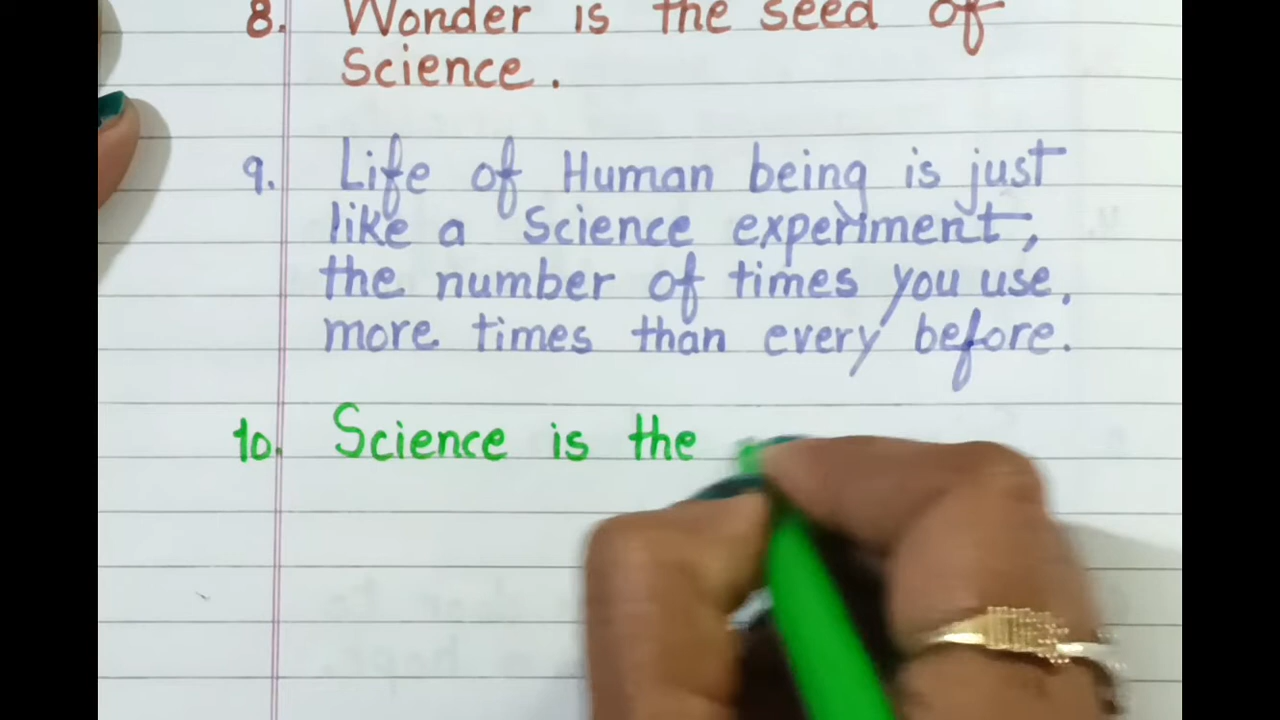 8. Wonder is the seed of
Science.
9. Life of Human being is just
like a Science experiment,
the number of times you use,
more times than every before.
10. Science is the